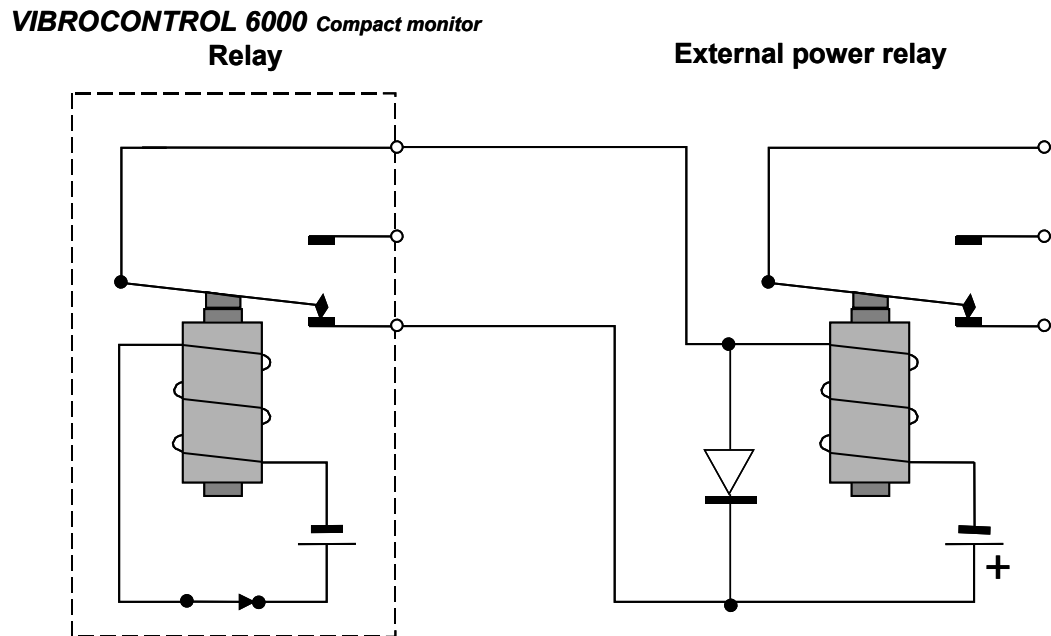 VIBROCONTROL 6000 Compact monitor
Relay
External power relay
+